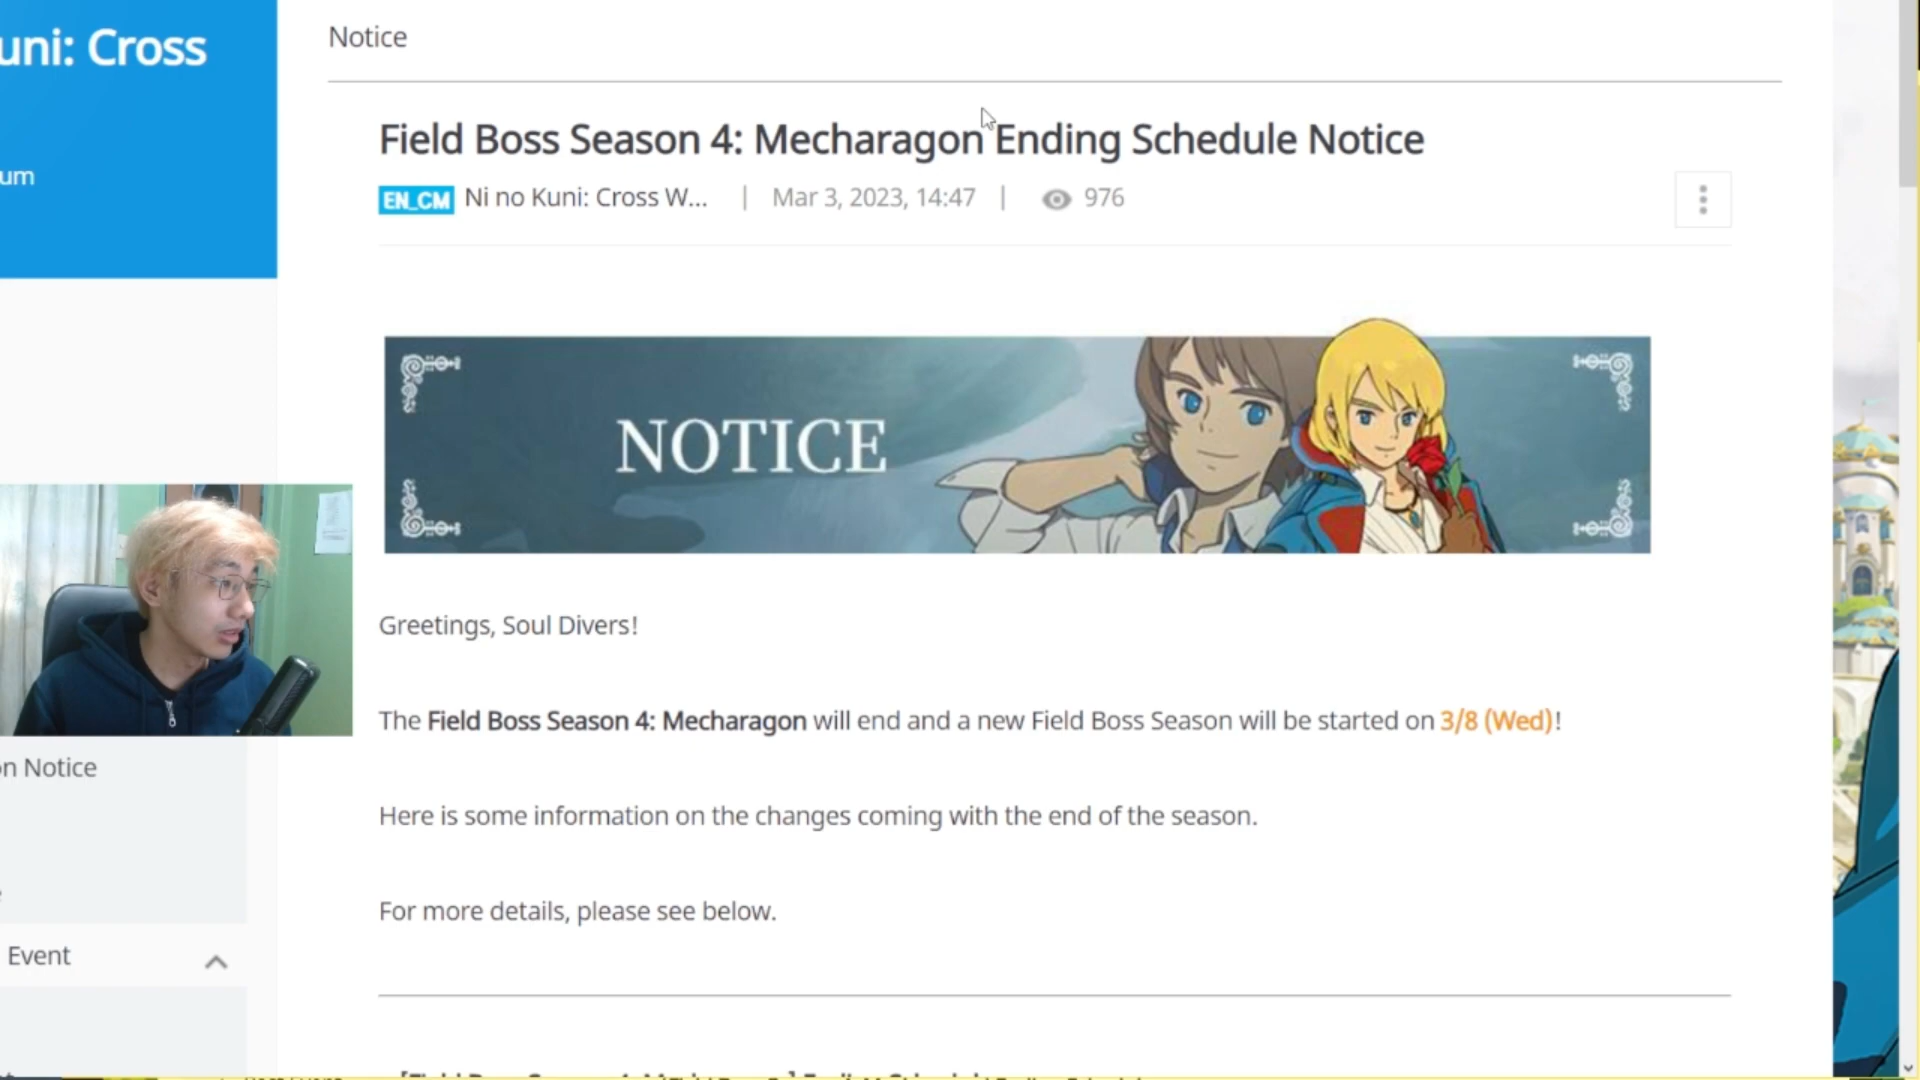 uni: Cross
um
Notice
Field Boss Season 4: Mecharagon Ending Schedule Notice
EN_CM Ni no Kuni: Cross W... | Mar 3, 2023, 14:47 | 976
NOTICE
Greetings, Soul Divers!
The Field Boss Season 4: Mecharagon will end and a new Field Boss Season will be started on 3/8 (Wed)!
Here is some information on the changes coming with the end of the season.
For more details, please see below.
on Notice
Event